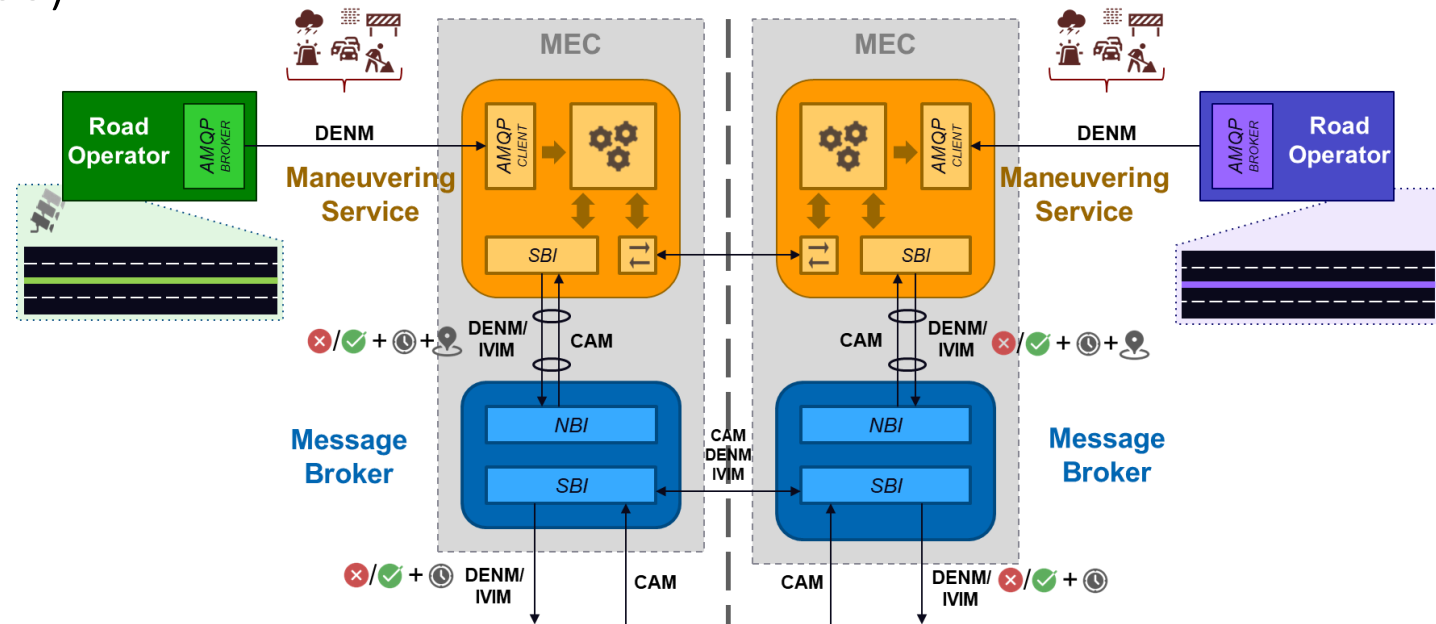 MEC
MEC
Road
Operator
AMQP
BROKER
DENM
AMQP
CLIENT
Maneuvering
Service
SBI
AMQP
CLIENT
DENM
Maneuvering
Service
SBI
AMQP
BROKER
Road
Operator
/ + +
DENM/
IVIM
CAM
CAM
DENM/
IVIM
/ + +
Message
Broker
NBI
SBI
CAM
DENM
IVIM
NBI
SBI
Message
Broker
/ +
DENM/
IVIM
CAM
CAM
DENM/
IVIM
/ +